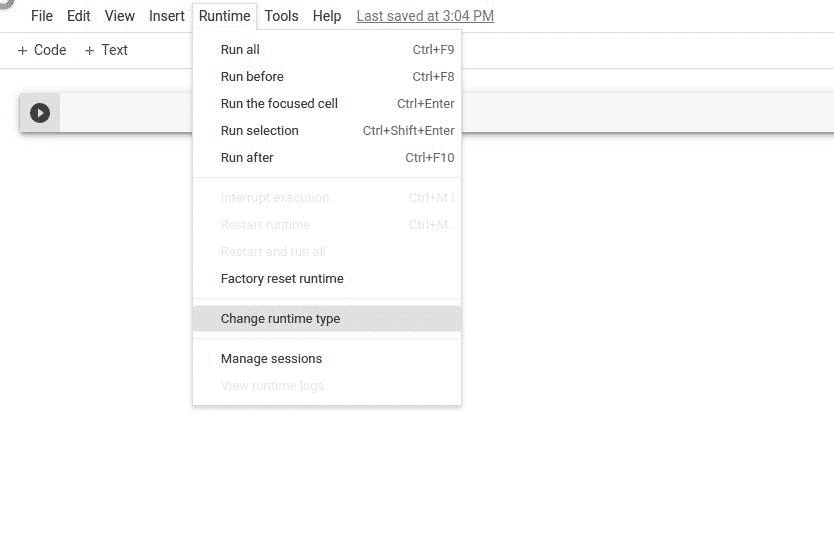 File Edit View Insert Runtime Tools Help Last saved at 3:04 PM
+ Code + Text
Run all Ctrl+F9
Run before Ctrl+F8
Run the focused cell Ctrl+Enter
Run selection Ctrl+Shift+Enter
Run after Ctrl+F10
Interrupt execution Ctrl+M I
Restart runtime Ctrl+M .
Restart and run all
Factory reset runtime
Change runtime type
Manage sessions
View runtime logs